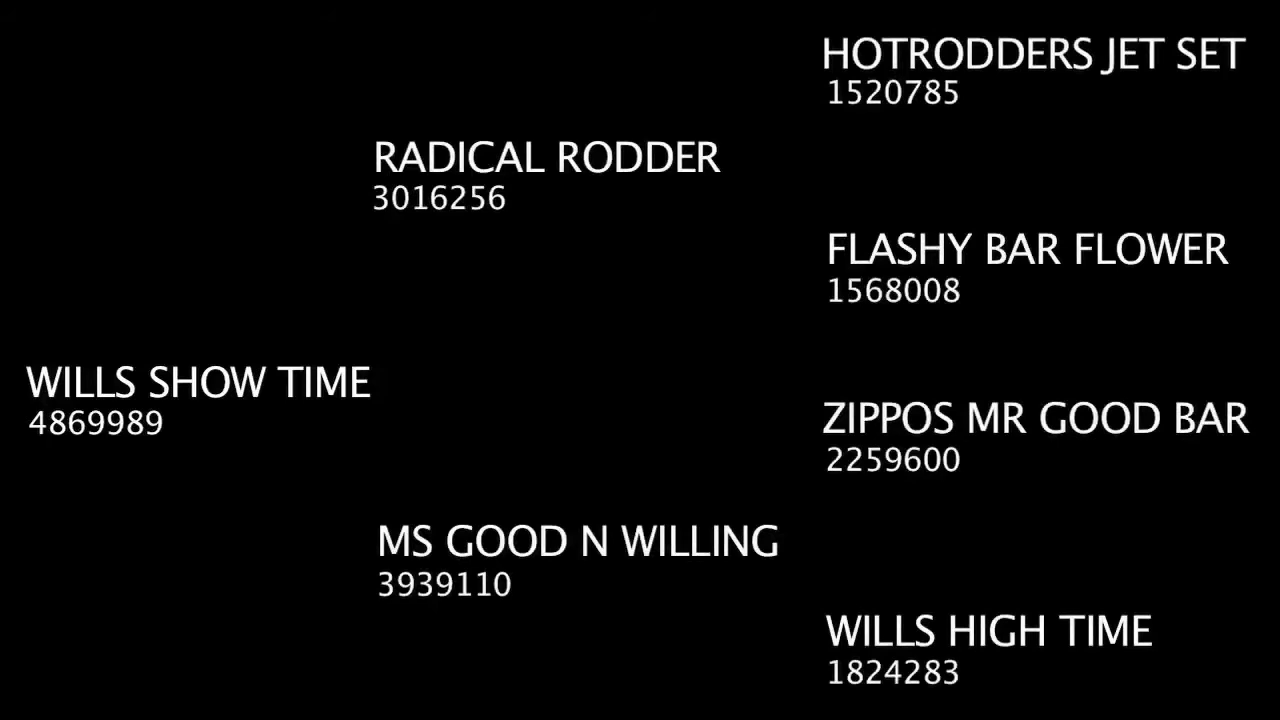 HOTRODDERS JET SET
1520785
RADICAL RODDER
3016256
FLASHY BAR FLOWER
1568008
WILLS SHOW TIME
4869989
ZIPPOS MR GOOD BAR
2259600
MS GOOD N WILLING
3939110
WILLS HIGH TIME
1824283